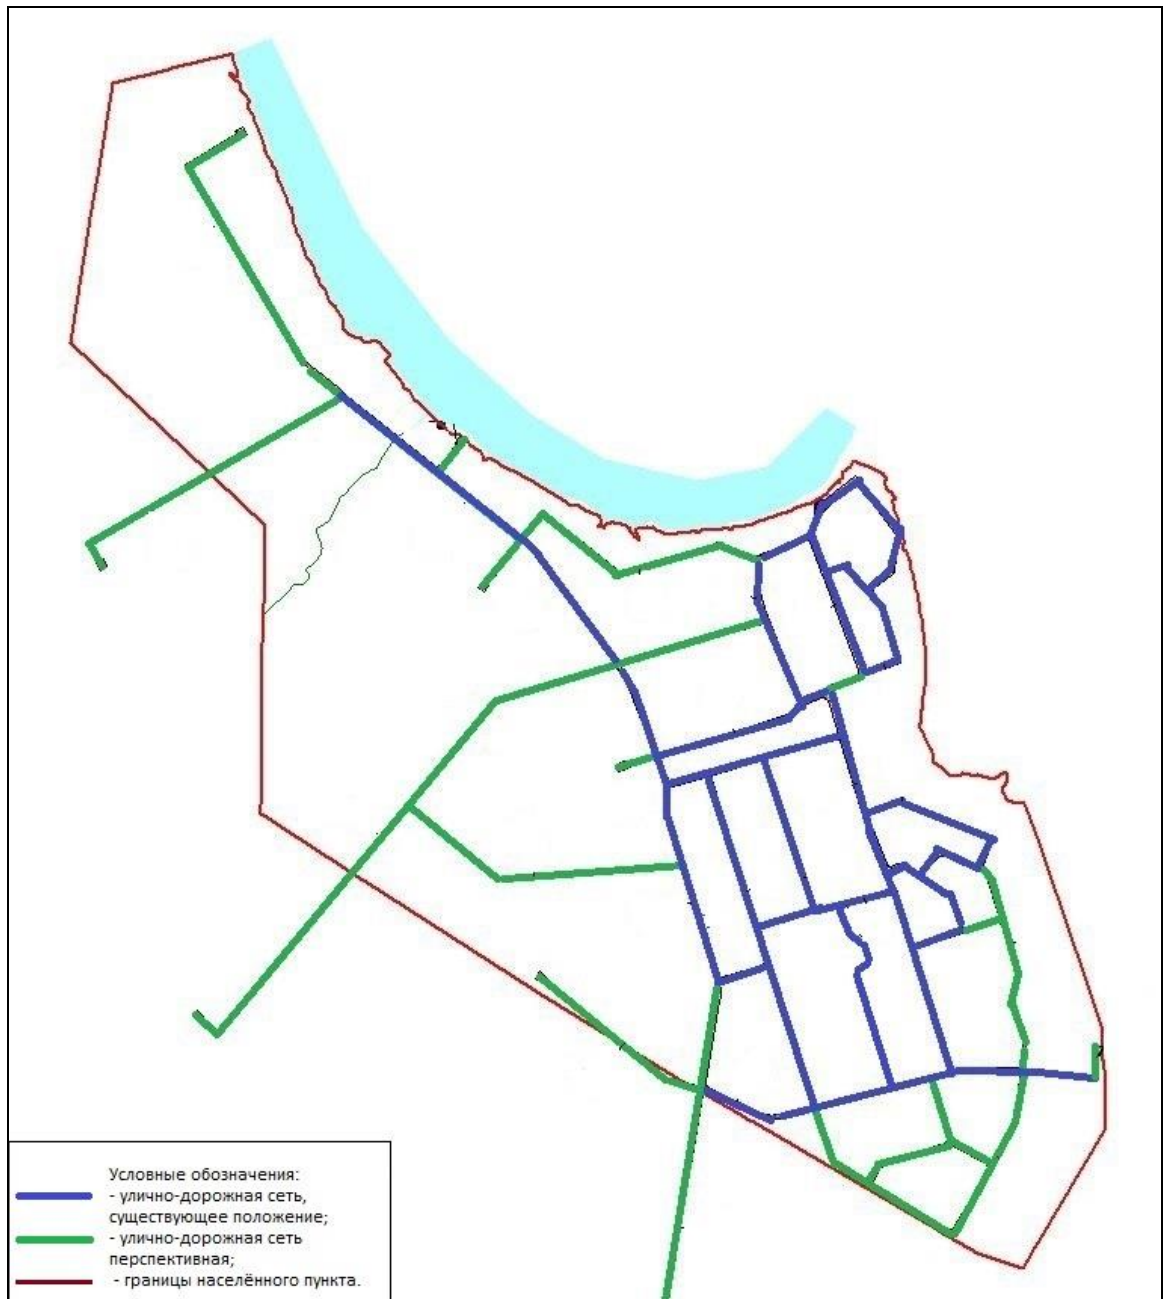 Условные обозначения:
- улично-дорожная сеть,
существующее положение;
- улично-дорожная сеть
перспективная;
- границы населённого пункта.